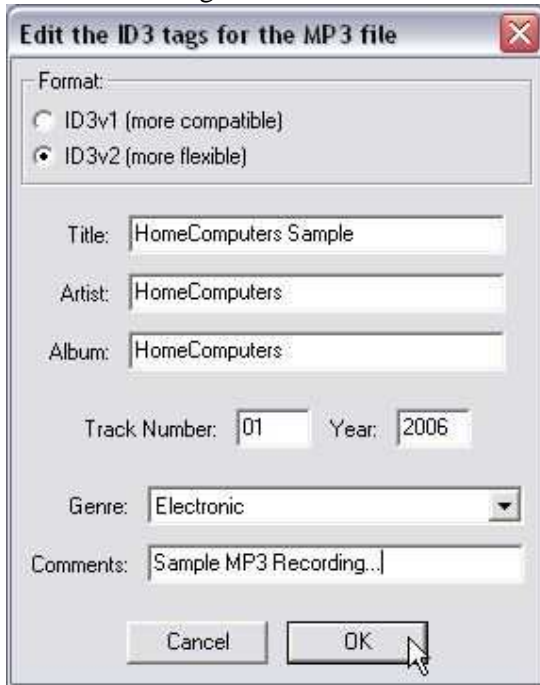 Edit the ID3 tags for the MP3 file
Format:
ID3v1 (more compatible)
ID3v2 (more flexible)
Title: HomeComputers Sample
Artist: HomeComputers
Album: HomeComputers
Track Number: 01 Year: 2006
Genre: Electronic
Comments: Sample MP3 Recording...
Cancel OK